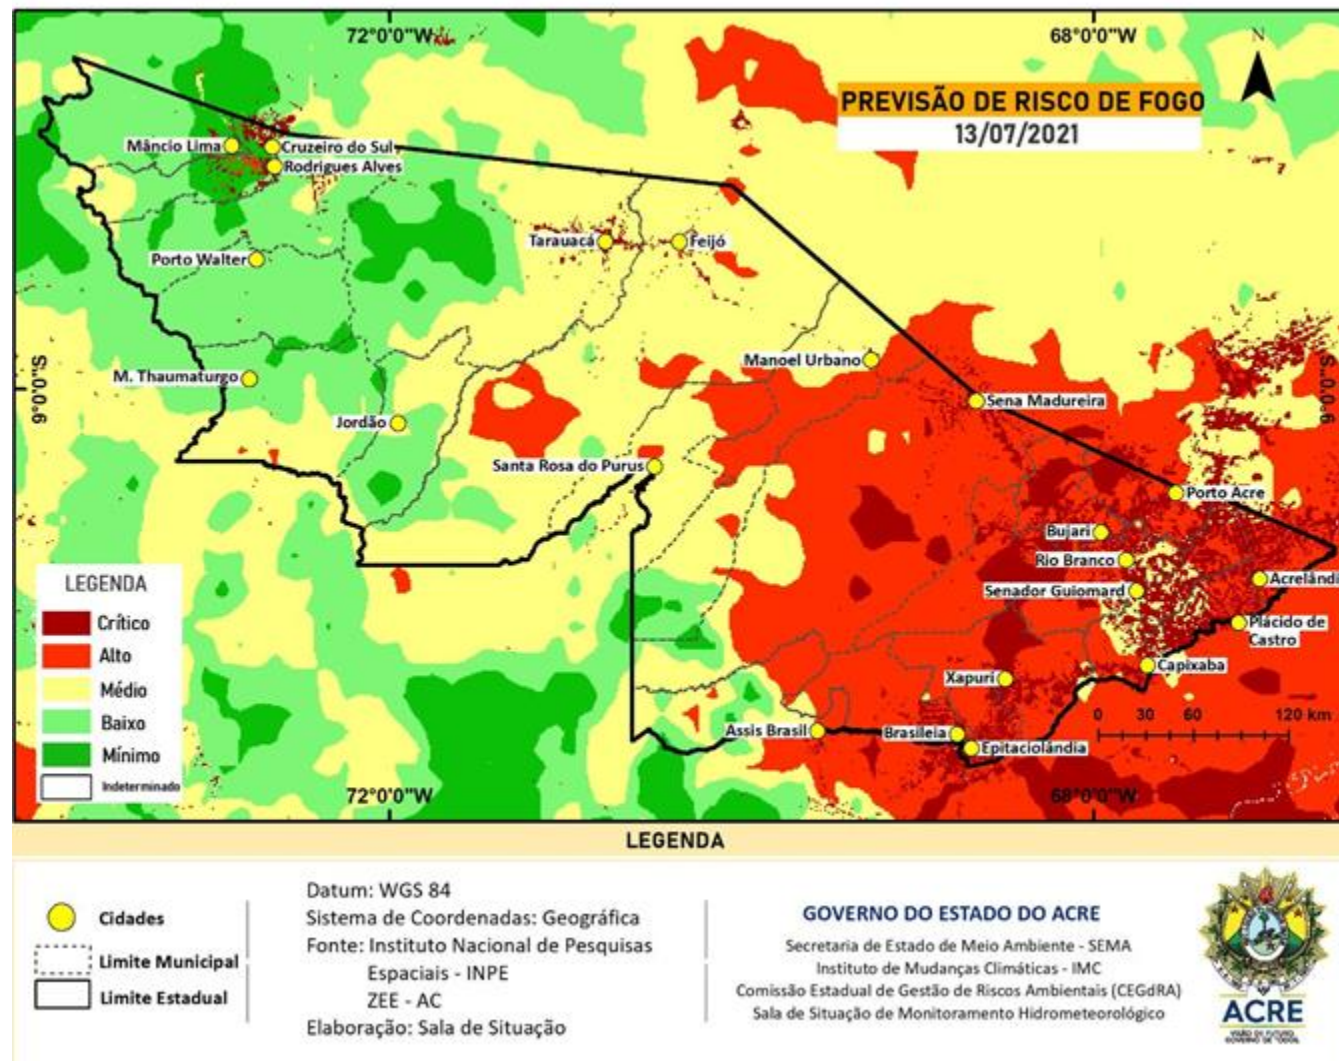 72°0'0"W
68°0'0"W
N
PREVISÃO DE RISCO DE FOGO
13/07/2021
Mâncio Lima
Cruzeiro do Sul
Rodrigues Alves
Tarauacá
Feijó
Porto Walter
Manoel Urbano
M. Thaumaturgo
9°0'0"S
9°0'0"S
Sena Madureira
Jordão
Santa Rosa do Purus
Porto Acre
Bujari
Rio Branco
Acrelândi
Senador Guiomard
Plácido de
Castro
Capixaba
Xapuri
0 30 60 120 km
Assis Brasil
Brasileia
Epitaciolândia
LEGENDA
Crítico
Alto
Médio
Baixo
Mínimo
Indeterminado
72°0'0"W
68°0'0"W
LEGENDA
Cidades
Limite Municipal
Limite Estadual
Datum: WGS 84
Sistema de Coordenadas: Geográfica
Fonte: Instituto Nacional de Pesquisas
Espaciais - INPE
ZEE - AC
Elaboração: Sala de Situação
GOVERNO DO ESTADO DO ACRE
Secretaria de Estado de Meio Ambiente - SEMA
Instituto de Mudanças Climáticas - IMC
Comissão Estadual de Gestão de Riscos Ambientais (CEGdRA)
Sala de Situação de Monitoramento Hidrometeorológico
ACRE